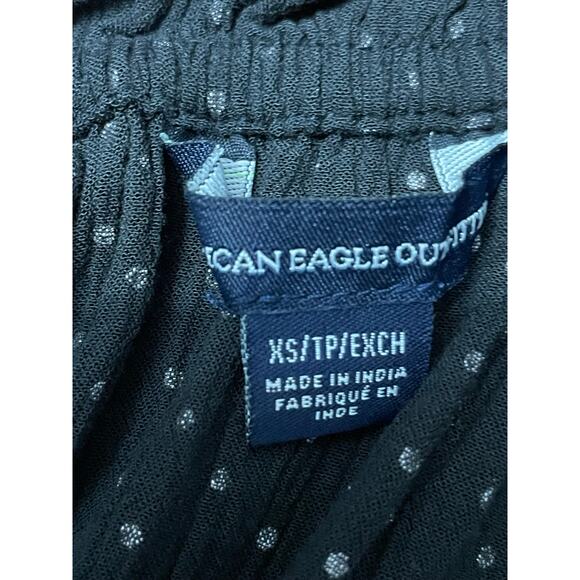 ICAN EAGLE OUTFITT
XS/TP/EXCH
MADE IN INDIA
FABRIQUÉ EN
INDE